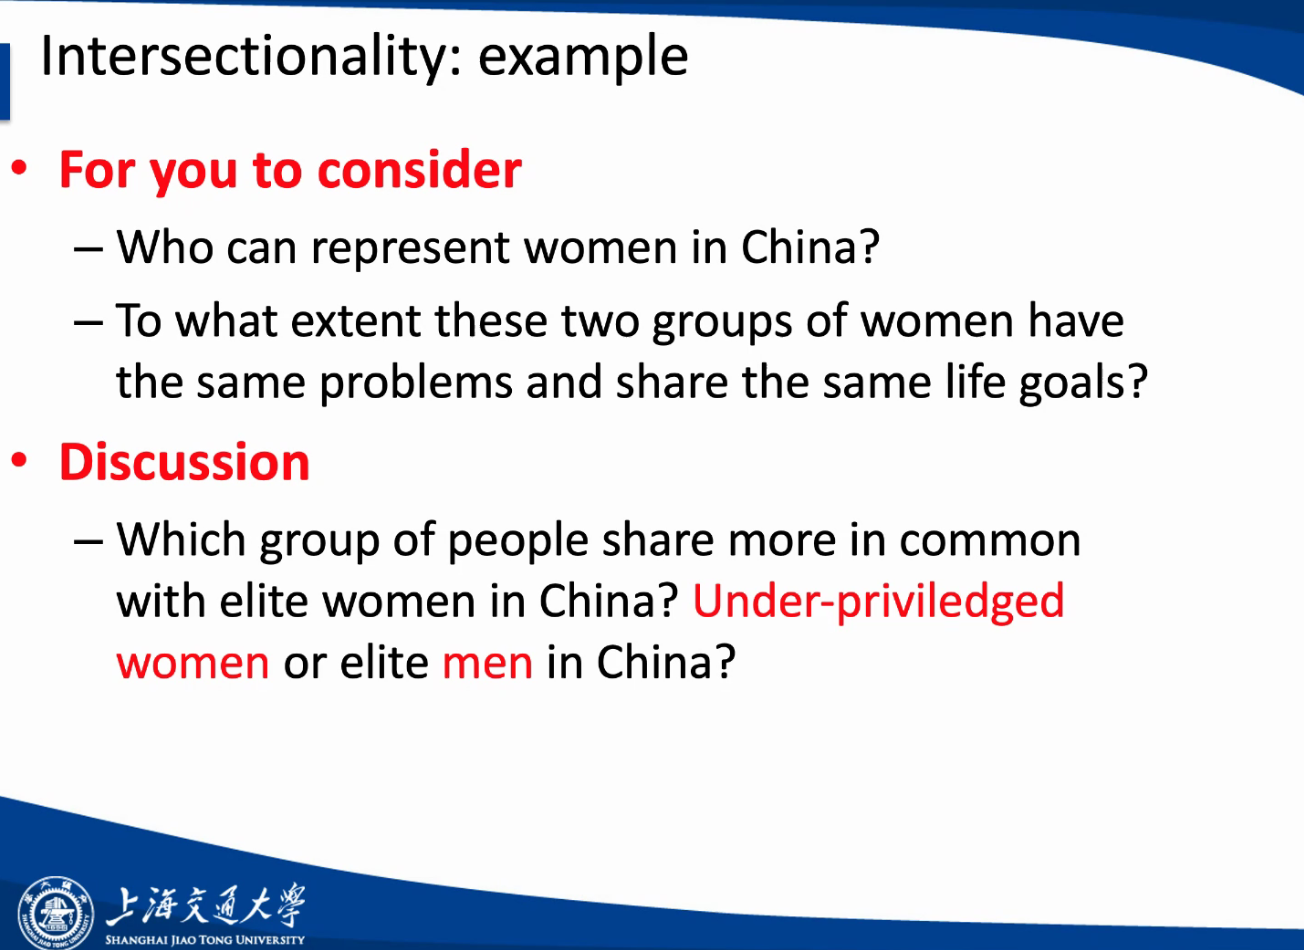 Intersectionality: example
• For you to consider
– Who can represent women in China?
– To what extent these two groups of women have
the same problems and share the same life goals?
• Discussion
– Which group of people share more in common
with elite women in China? Under-priviledged
women or elite men in China?
上海交通大學
SHANGHAI JIAO TONG UNIVERSITY